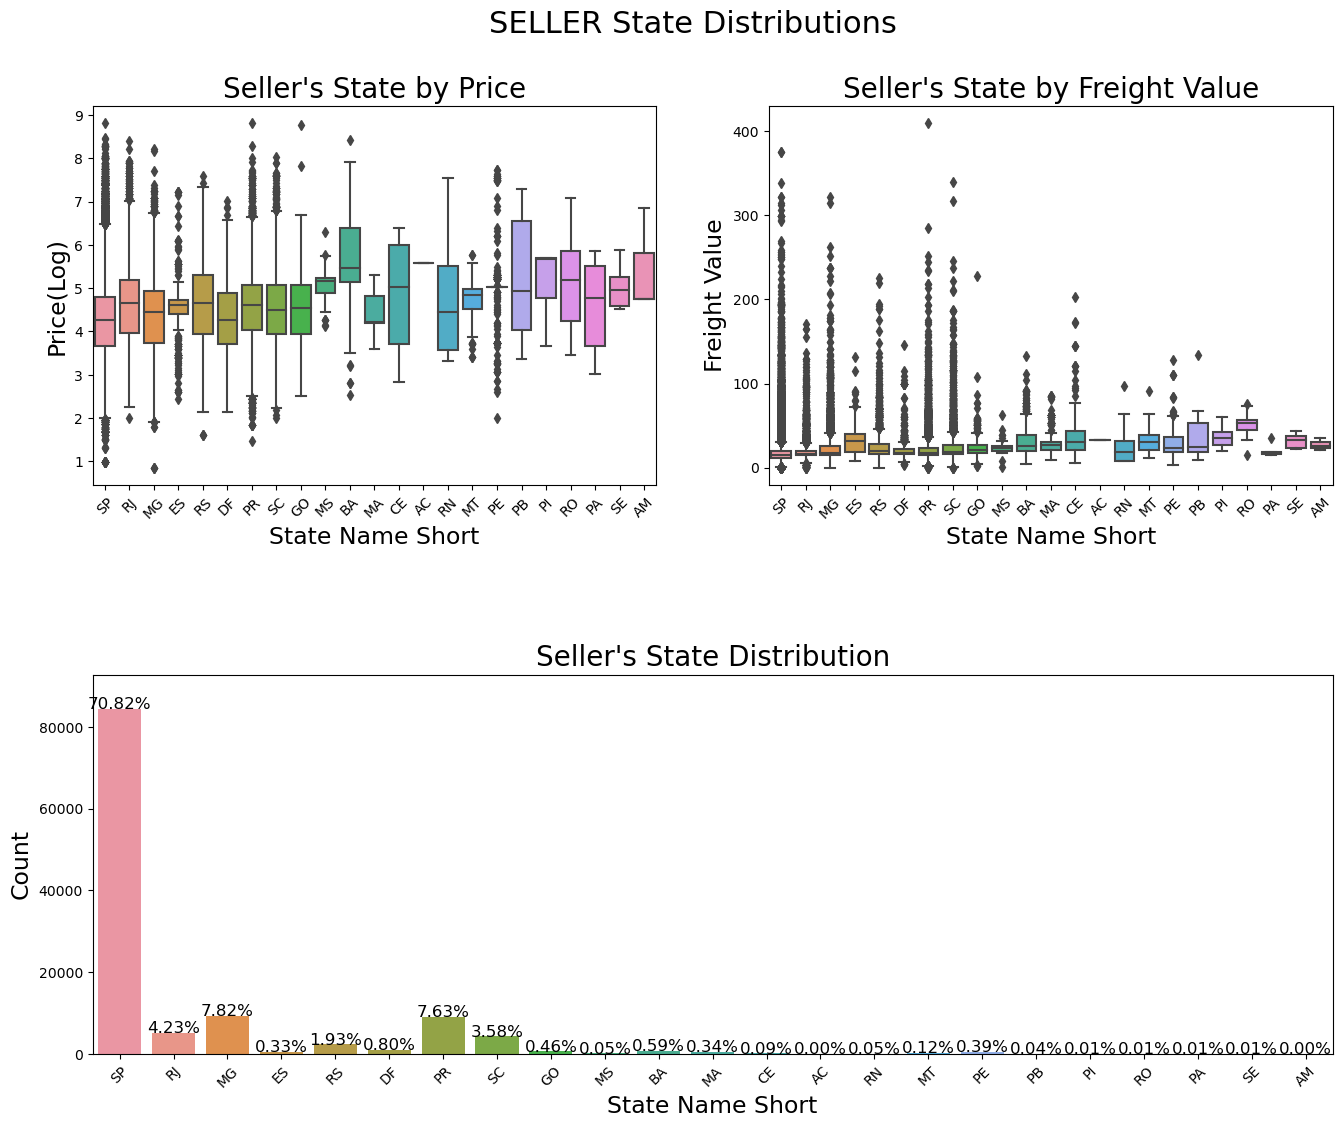 SELLER State Distributions
Seller's State by Price
Price(Log)
9
8
7
6
5
4
3
2
1
SP RJ MG ES RS DF PR SC GO MS BA MA CE AC RN MT PE PB PI RO PA SE AM
State Name Short
Seller's State by Freight Value
Freight Value
400
300
200
100
0
SP RJ MG ES RS DF PR SC GO MS BA MA CE AC RN MT PE PB PI RO PA SE AM
State Name Short
Seller's State Distribution
Count
80000
60000
40000
20000
0
70.82% 4.23% 7.82% 0.33% 1.93% 0.80% 7.63% 3.58% 0.46% 0.05% 0.59% 0.34% 0.09% 0.00% 0.05% 0.12% 0.39% 0.04% 0.01% 0.01% 0.01% 0.01% 0.00%
SP RJ MG ES RS DF PR SC GO MS BA MA CE AC RN MT PE PB PI RO PA SE AM
State Name Short